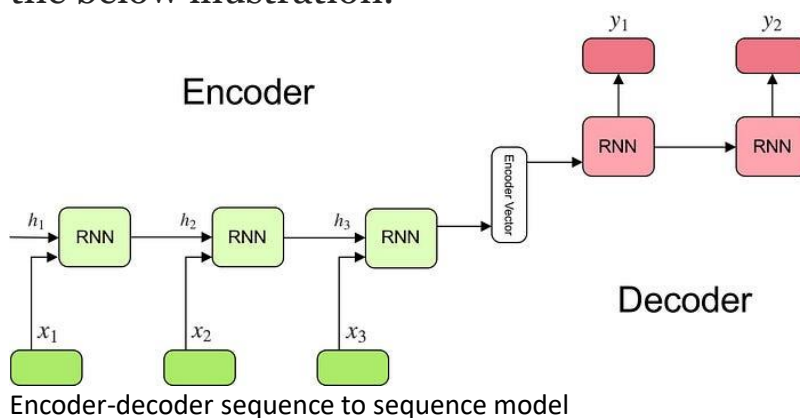 the below illustration.
y1 y2
Encoder
RNN RNN
Encoder Vector
h1 h2 h3
RNN RNN RNN
Decoder
x1 x2 x3
Encoder-decoder sequence to sequence model